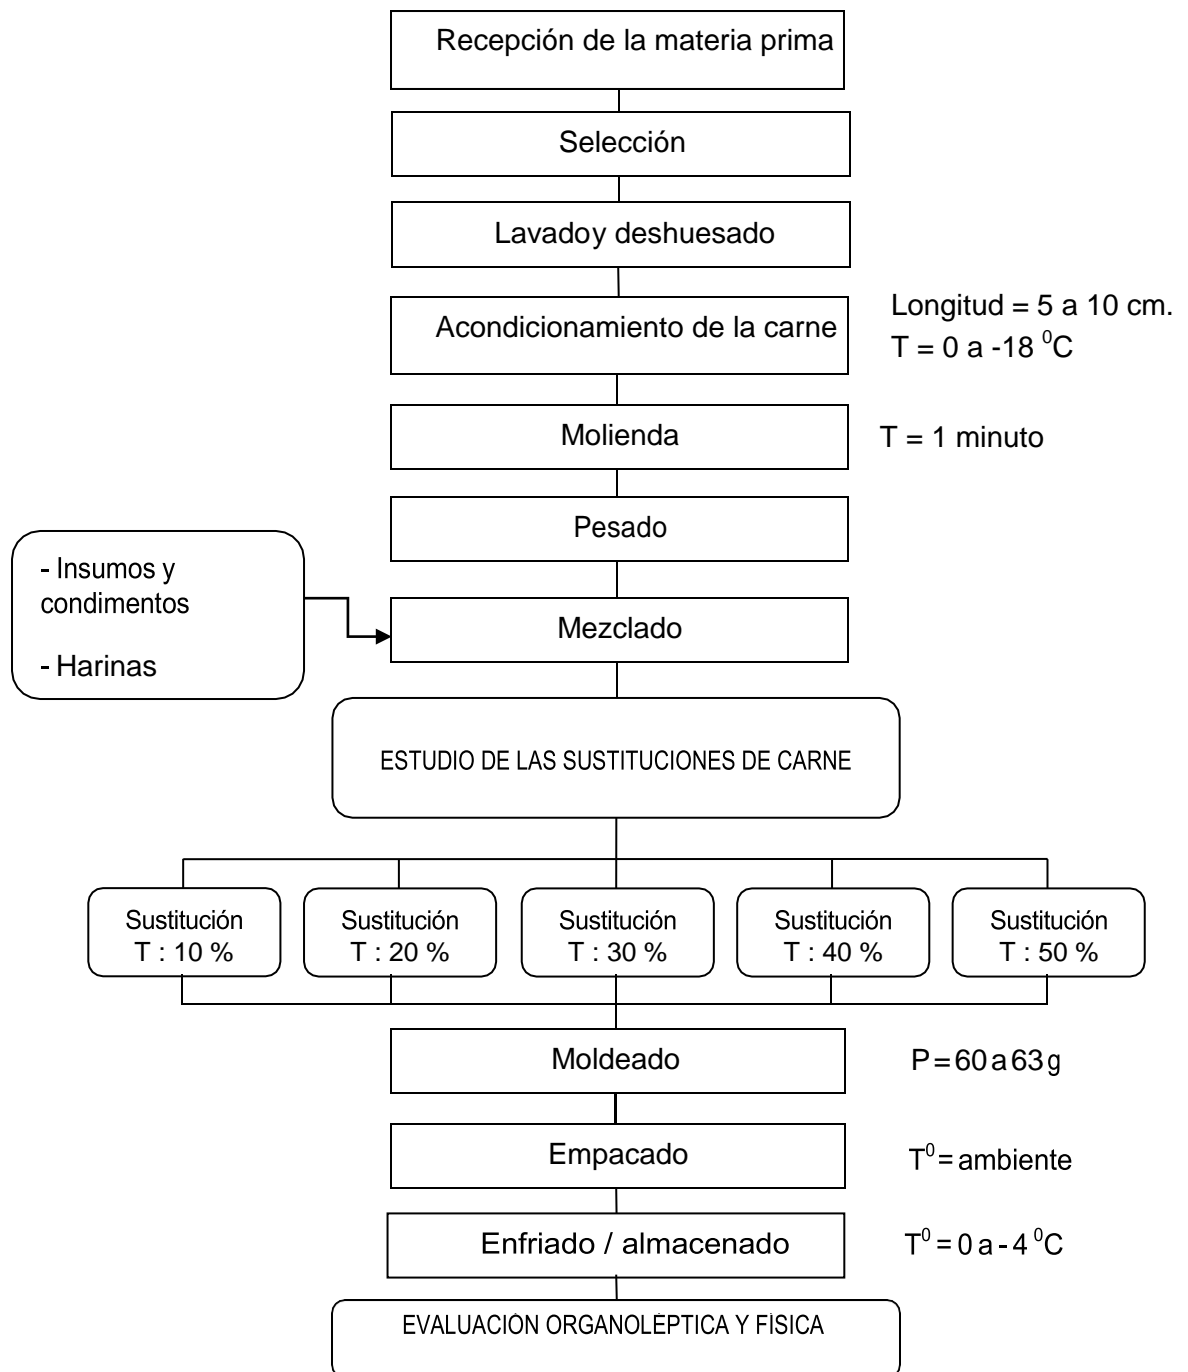 Recepción de la materia prima
Selección
Lavadoy deshuesado
Acondicionamiento de la carne
Longitud = 5 a 10 cm.
T = 0 a -18 ⁰C
Molienda
T = 1 minuto
Pesado
- Insumos y
condimentos
- Harinas
Mezclado
ESTUDIO DE LAS SUSTITUCIONES DE CARNE
Sustitución
T : 10 %
Sustitución
T : 20 %
Sustitución
T : 30 %
Sustitución
T : 40 %
Sustitución
T : 50 %
Moldeado
P = 60 a 63 g
Empacado
T⁰ = ambiente
Enfriado / almacenado
T⁰ = 0 a - 4 ⁰C
EVALUACIÓN ORGANOLÉPTICA Y FÍSICA